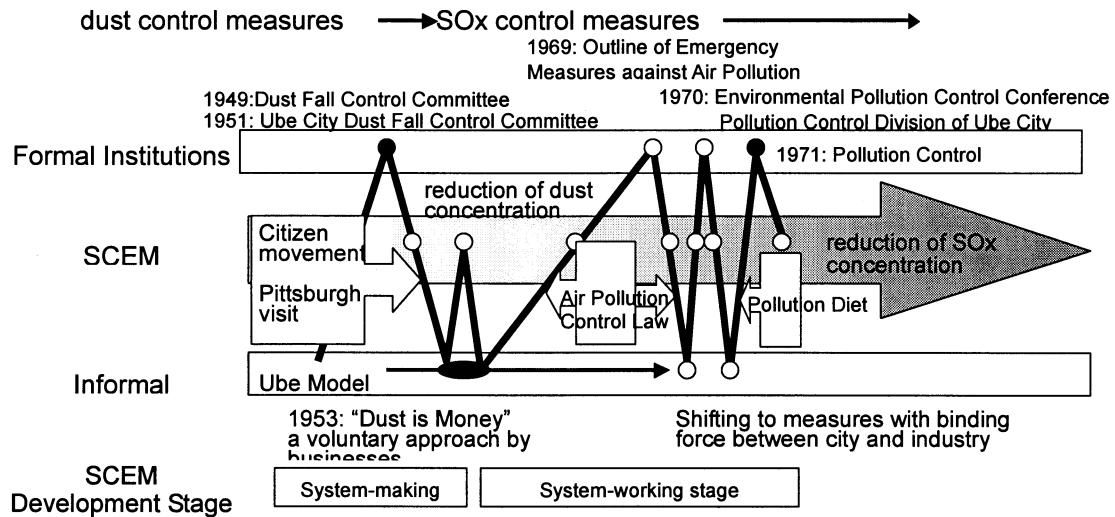 dust control measures
SOx control measures
1969: Outline of Emergency
Measures against Air Pollution
1949:Dust Fall Control Committee
1951: Ube City Dust Fall Control Committee
1970: Environmental Pollution Control Conference
Pollution Control Division of Ube City
Formal Institutions
1971: Pollution Control
reduction of dust
concentration
SCEM
Citizen
movement
Pittsburgh
visit
reduction of SOx
concentration
Air Pollution
Control Law
Pollution Diet
Informal
Ube Model
1953: “Dust is Money”
a voluntary approach by
businesses
Shifting to measures with binding
force between city and industry
SCEM
Development Stage
System-making
System-working stage